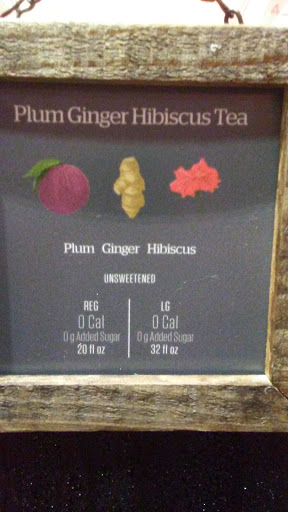 Plum Ginger Hibiscus Tea
Plum Ginger Hibiscus
UNSWEETENED
REG LG
0 Cal 0 Cal
0 g Added Sugar 0 g Added Sugar
20 fl oz 32 fl oz